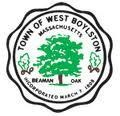 TOWN OF WEST BOYLSTON
MASSACHUSETTS
BEAMAN OAK
INCORPORATED MARCH 7, 1808